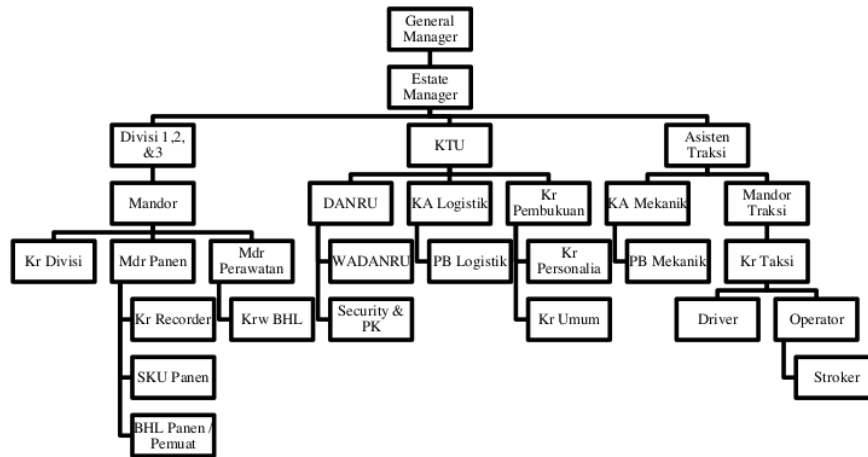 General
Manager
Estate
Manager
Divisi 1,2,
&3
KTU
Asisten
Traksi
Mandor
DANRU
KA Logistik
Kr
Pembukuan
KA Mekanik
Mandor
Traksi
Kr Divisi
Mdr Panen
Mdr
Perawatan
WADANRU
PB Logistik
Kr
Personalia
PB Mekanik
Kr Taksi
Kr Recorder
Krw BHL
Security &
PK
Kr Umum
Driver
Operator
SKU Panen
Stroker
BHL Panen /
Pemuat